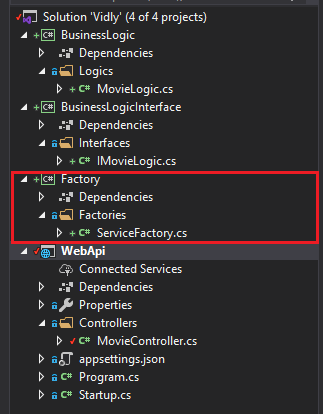 Solution 'Vidly' (4 of 4 projects)
+ C# BusinessLogic
Dependencies
Logics
+ C# MovieLogic.cs
+ C# BusinessLogicInterface
Dependencies
Interfaces
+ C# IMovieLogic.cs
+ C# Factory
Dependencies
Factories
+ C# ServiceFactory.cs
WebApi
Connected Services
Dependencies
Properties
Controllers
C# MovieController.cs
appsettings.json
C# Program.cs
C# Startup.cs